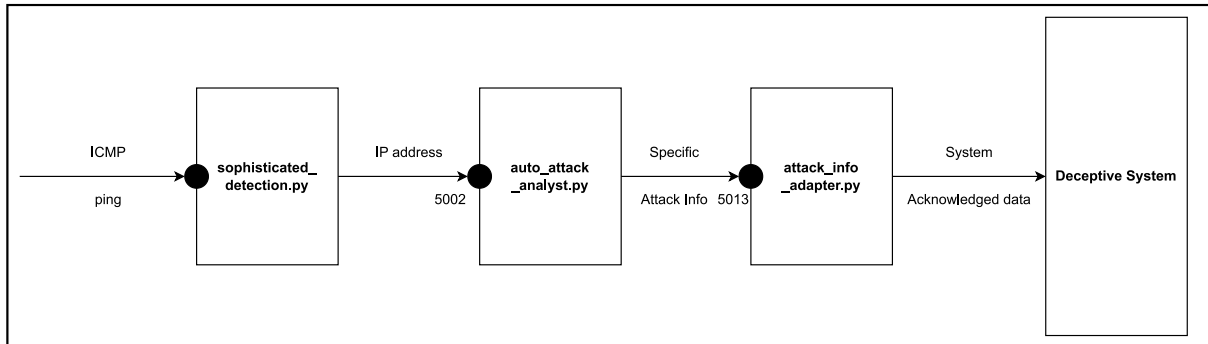 ICMP
ping
sophisticated_
detection.py
IP address
5002
auto_attack
_analyst.py
Specific
Attack Info
5013
attack_info
_adapter.py
System
Acknowledged data
Deceptive System